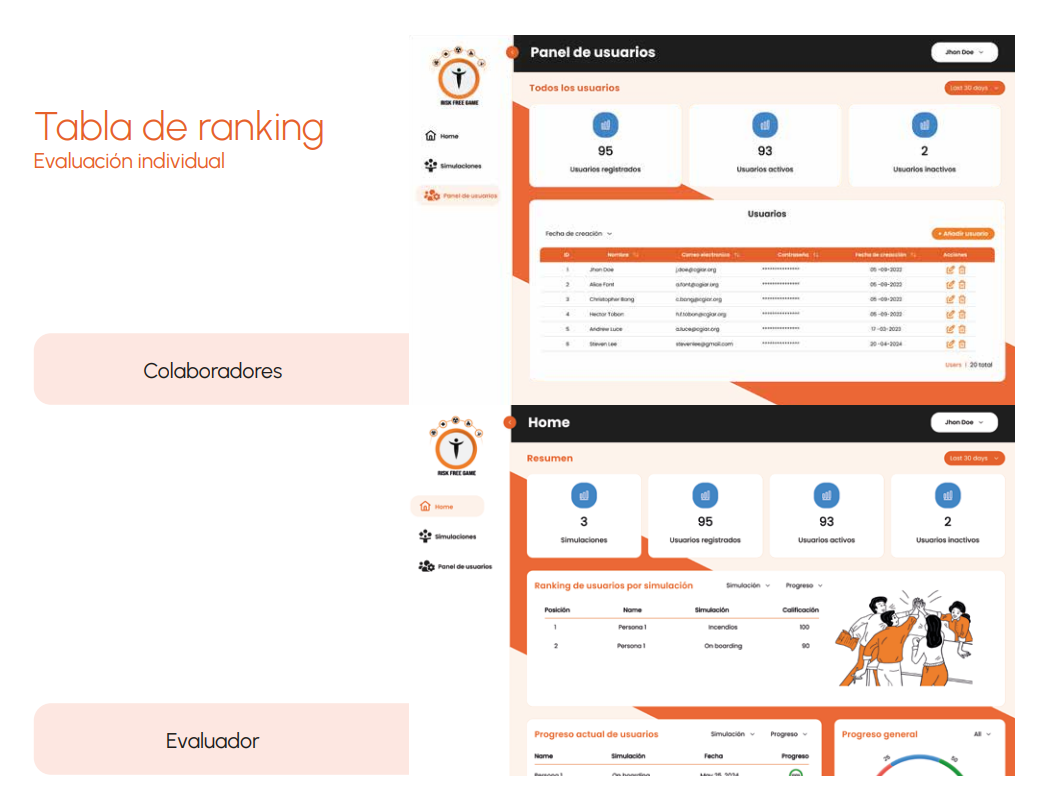 Tabla de ranking
Evaluación individual
Colaboradores
RISK FREE GAME
Home
Simulaciones
Panel de usuarios
Panel de usuarios
Jhon Doe
Todos los usuarios
Last 30 days
95
Usuarios registrados
93
Usuarios activos
2
Usuarios inactivos
Usuarios
Fecha de creación
+ Añadir usuario
ID Nombre Correo electronico Contraseña Fecha de creacción Acciones
1 Jhon Doe j.doe@cgiar.org *************** 05 -09-2022
2 Alice Font a.font@cgiar.org *************** 05 -09-2022
3 Christopher Bang c.bang@cgiar.org *************** 05 -09-2022
4 Hector Tobon h.f.tobon@cgiar.org *************** 05 -09-2022
5 Andrew Luce a.luce@cgiar.org *************** 17 -03-2023
6 Steven Lee stevenlee@gmail.com *************** 20 -04-2024
Users | 20 total
Evaluador
RISK FREE GAME
Home
Simulaciones
Panel de usuarios
Home
Jhon Doe
Resumen
Last 30 days
3
Simulaciones
95
Usuarios registrados
93
Usuarios activos
2
Usuarios inactivos
Ranking de usuarios por simulación Simulación Progreso
Posición Name Simulación Calificación
1 Persona 1 Incendios 100
2 Persona 1 On boarding 90
Progreso actual de usuarios Simulación Progreso
Name Simulación Fecha Progreso
Persona 1 On boarding May 25, 2024
Progreso general All
25 50